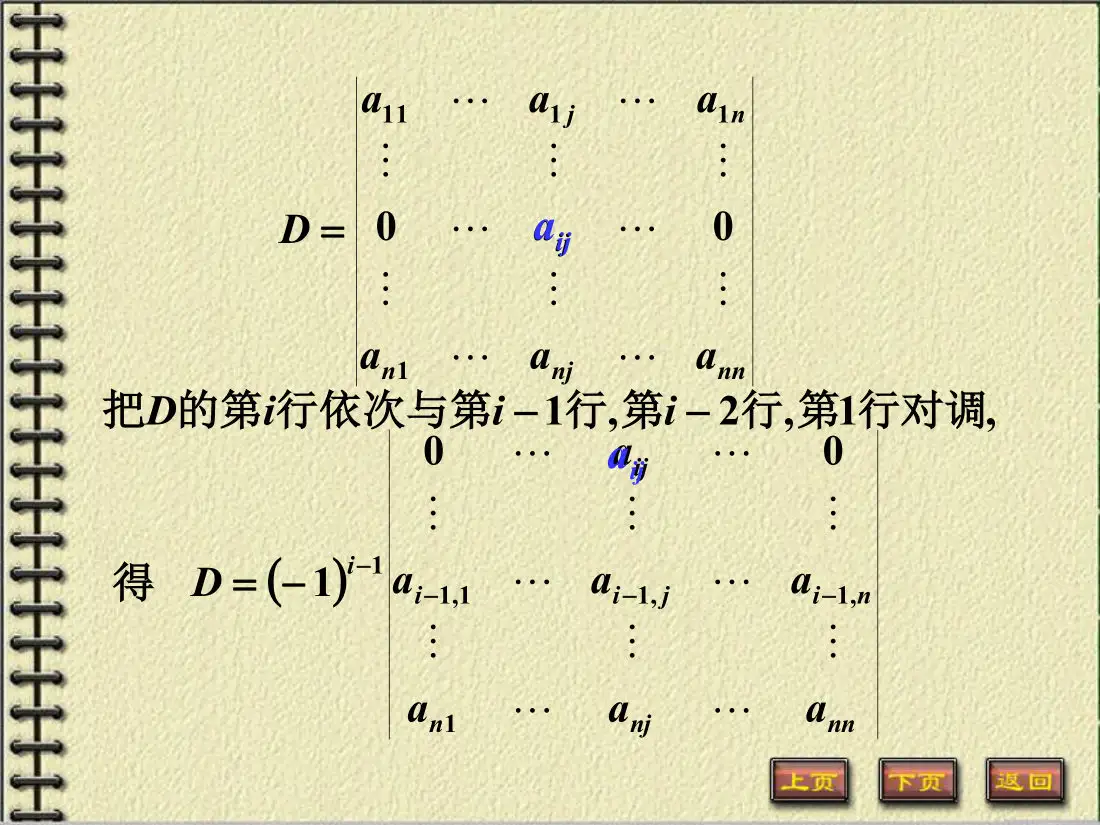 a11 ⋯ a1j ⋯ a1n
⋮ ⋮ ⋮
D = 0 ⋯ aij ⋯ 0
⋮ ⋮ ⋮
an1 ⋯ anj ⋯ ann
把D的第i行依次与第i − 1行,第i − 2行,第1行对调,
0 ⋯ aij ⋯ 0
⋮ ⋮ ⋮
得 D = (− 1)^{i−1} ai−1,1 ⋯ ai−1,j ⋯ ai−1,n
⋮ ⋮ ⋮
an1 ⋯ anj ⋯ ann
上页 下页 返回